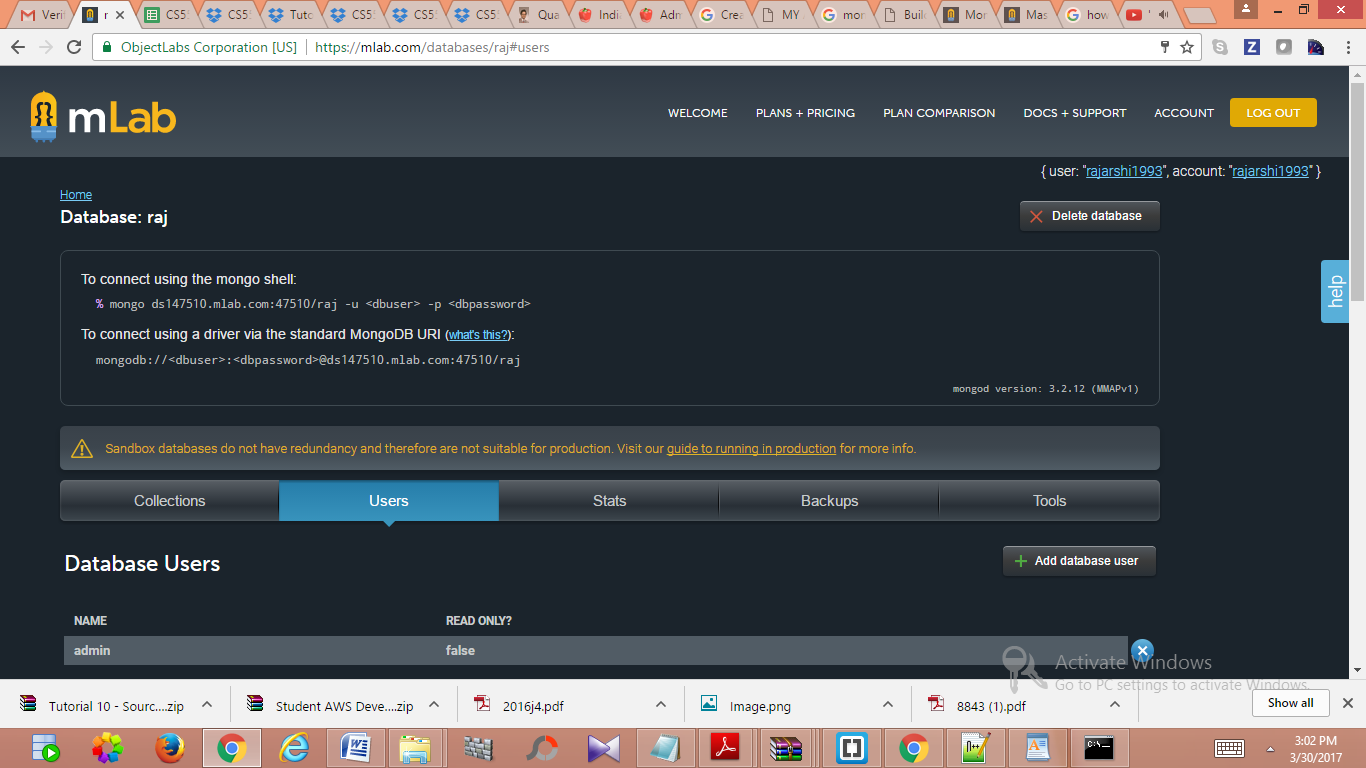 Veri
r
CS5
CS5
Tuto
CS5
CS5
Qua
Indi
Adm
Crea
MY
mor
Buil
Mor
Mas
how
ObjectLabs Corporation [US]
https://mlab.com/databases/raj#users
mLab
WELCOME
PLANS + PRICING
PLAN COMPARISON
DOCS + SUPPORT
ACCOUNT
LOG OUT
{ user: "rajarshi1993", account: "rajarshi1993" }
Home
Database: raj
Delete database
To connect using the mongo shell:
% mongo ds147510.mlab.com:47510/raj -u <dbuser> -p <dbpassword>
To connect using a driver via the standard MongoDB URI (what's this?):
mongodb://<dbuser>:<dbpassword>@ds147510.mlab.com:47510/raj
mongod version: 3.2.12 (MMAPv1)
help
Sandbox databases do not have redundancy and therefore are not suitable for production. Visit our guide to running in production for more info.
Collections
Users
Stats
Backups
Tools
Database Users
Add database user
NAME
READ ONLY?
admin
false
Activate Windows
Go to PC settings to activate Windows.
Tutorial 10 - Sourc....zip
Student AWS Deve....zip
2016j4.pdf
Image.png
8843 (1).pdf
Show all
3:02 PM
3/30/2017